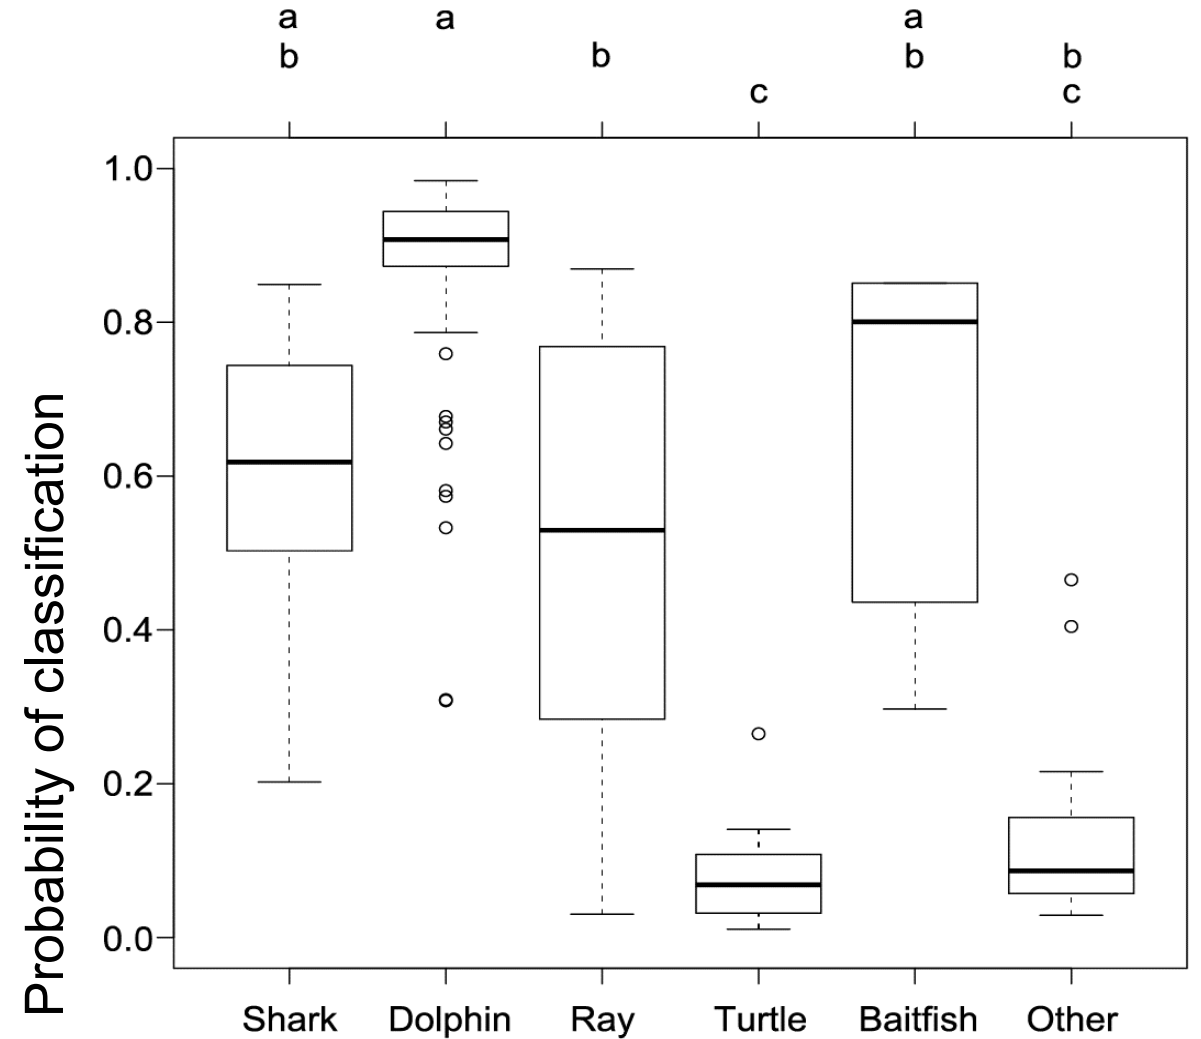 a a a
b b b b
c c
1.0
0.8
0.6
0.4
0.2
0.0
Probability of classification
Shark Dolphin Ray Turtle Baitfish Other